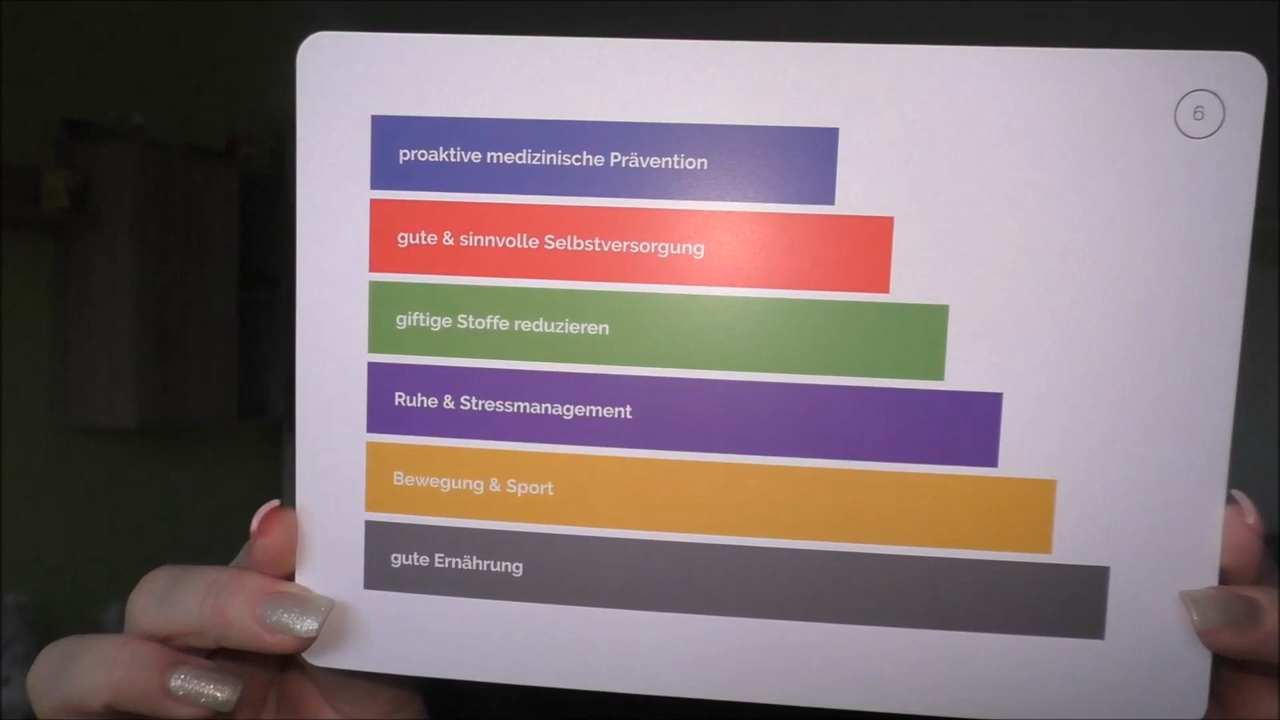 6
proaktive medizinische Prävention
gute & sinnvolle Selbstversorgung
giftige Stoffe reduzieren
Ruhe & Stressmanagement
Bewegung & Sport
gute Ernährung